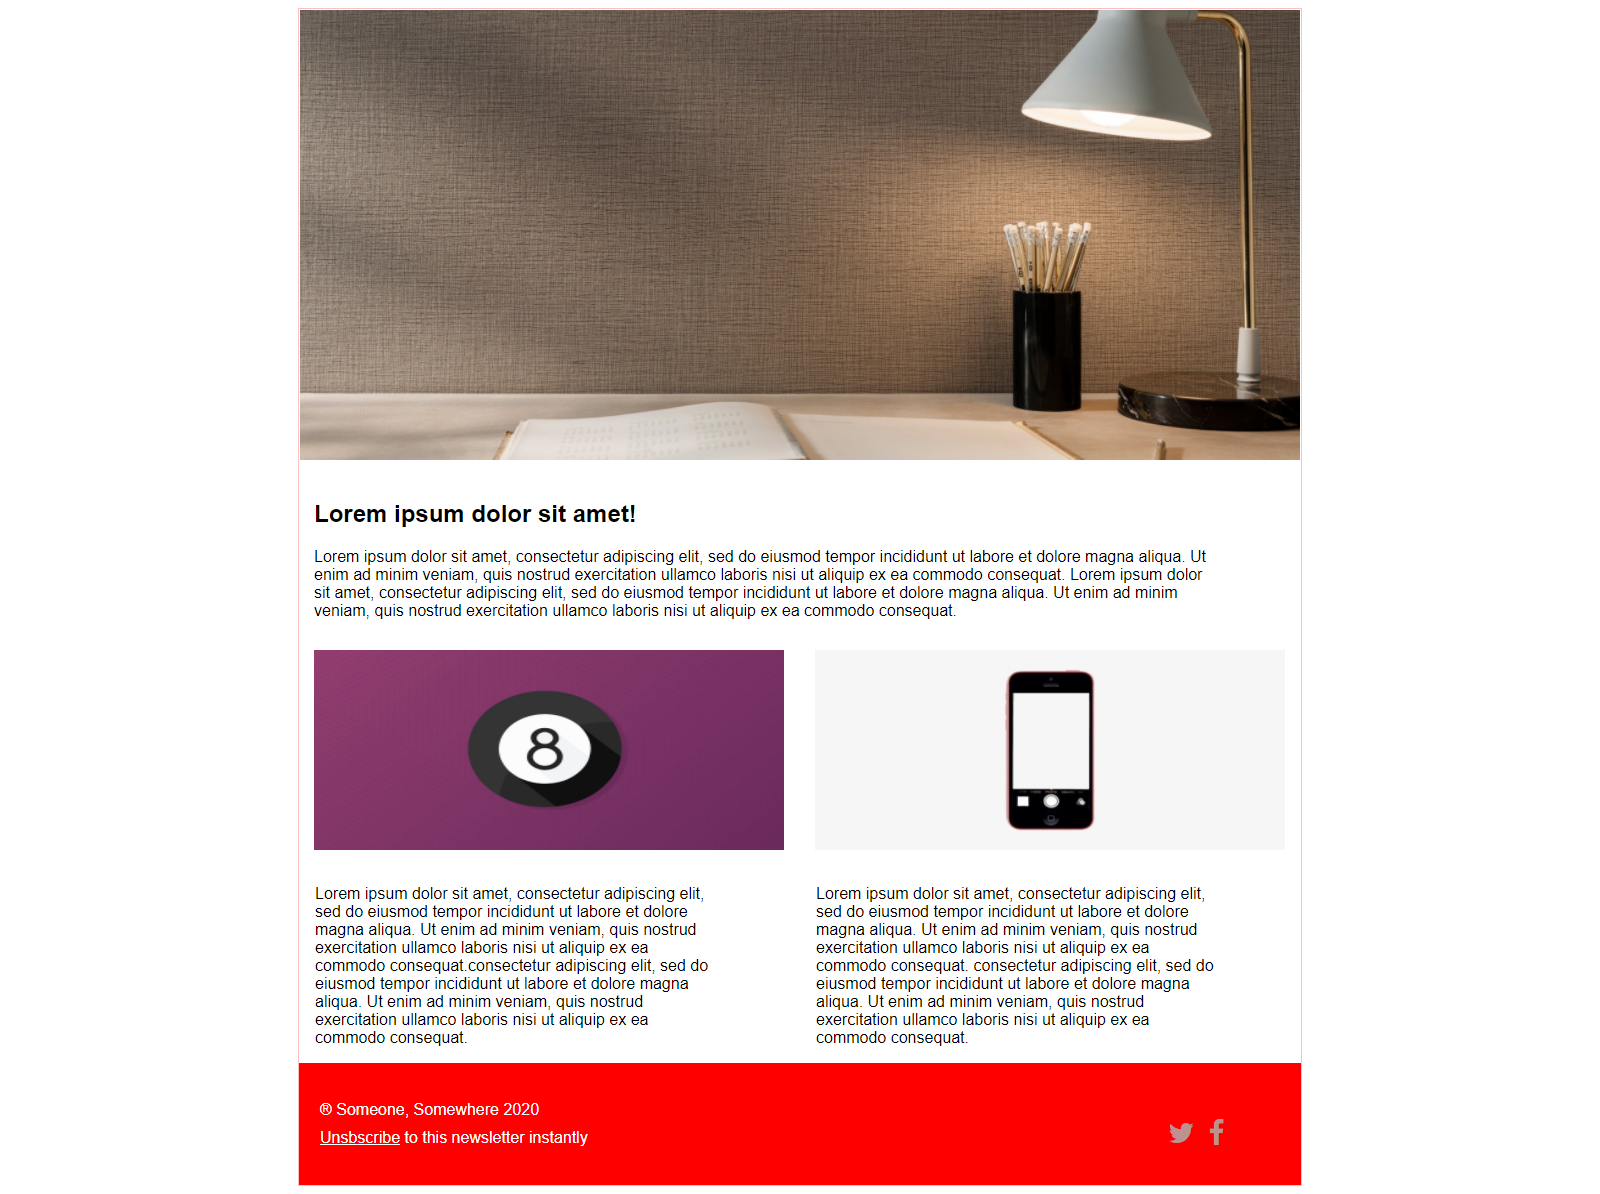 Lorem ipsum dolor sit amet!
Lorem ipsum dolor sit amet, consectetur adipiscing elit, sed do eiusmod tempor incididunt ut labore et dolore magna aliqua. Ut
enim ad minim veniam, quis nostrud exercitation ullamco laboris nisi ut aliquip ex ea commodo consequat. Lorem ipsum dolor
sit amet, consectetur adipiscing elit, sed do eiusmod tempor incididunt ut labore et dolore magna aliqua. Ut enim ad minim
veniam, quis nostrud exercitation ullamco laboris nisi ut aliquip ex ea commodo consequat.
8
Lorem ipsum dolor sit amet, consectetur adipiscing elit,
sed do eiusmod tempor incididunt ut labore et dolore
magna aliqua. Ut enim ad minim veniam, quis nostrud
exercitation ullamco laboris nisi ut aliquip ex ea
commodo consequat.consectetur adipiscing elit, sed do
eiusmod tempor incididunt ut labore et dolore magna
aliqua. Ut enim ad minim veniam, quis nostrud
exercitation ullamco laboris nisi ut aliquip ex ea
commodo consequat.
Lorem ipsum dolor sit amet, consectetur adipiscing elit,
sed do eiusmod tempor incididunt ut labore et dolore
magna aliqua. Ut enim ad minim veniam, quis nostrud
exercitation ullamco laboris nisi ut aliquip ex ea
commodo consequat. consectetur adipiscing elit, sed do
eiusmod tempor incididunt ut labore et dolore magna
aliqua. Ut enim ad minim veniam, quis nostrud
exercitation ullamco laboris nisi ut aliquip ex ea
commodo consequat.
® Someone, Somewhere 2020
Unsbscribe to this newsletter instantly